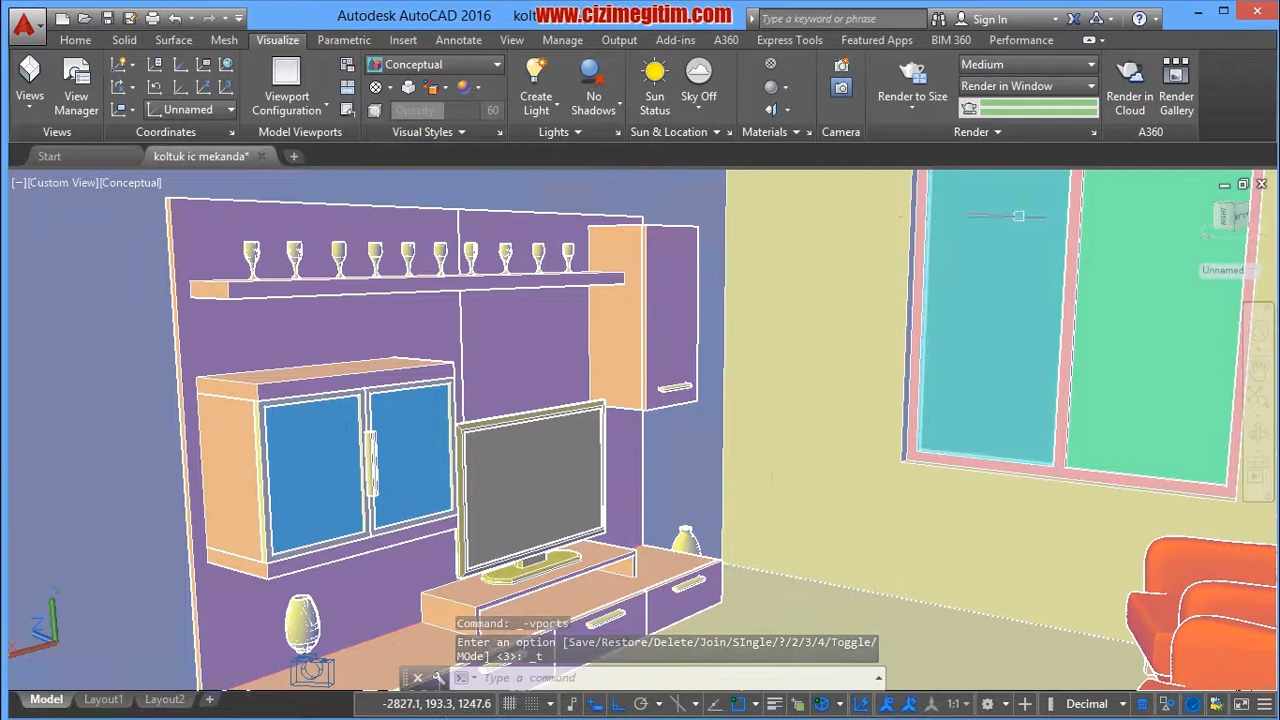 Autodesk AutoCAD 2016
www.cizimegitim.com
Type a keyword or phrase
Sign In
Home Solid Surface Mesh Visualize Parametric Insert Annotate View Manage Output Add-ins A360 Express Tools Featured Apps BIM 360 Performance
Conceptual
Medium
Render in Window
Views
View
Manager
Unnamed
Viewport
Configuration
Opacity 60
Create
Light
No
Shadows
Sun
Status
Sky Off
Render to Size
Render in
Cloud
Render
Gallery
Views Coordinates Model Viewports Visual Styles Lights Sun & Location Materials Camera Render A360
Start koltuk ic mekanda*
[−][Custom View][Conceptual]
RIGHT
Unnamed
Z
Command: _-vports
Enter an option [Save/Restore/Delete/Join/SIngle/?/2/3/4/Toggle/
MOde] <3>: _t
Type a command
Model Layout1 Layout2 +
-2827.1, 193.3, 1247.6 MODEL 1:1 Decimal